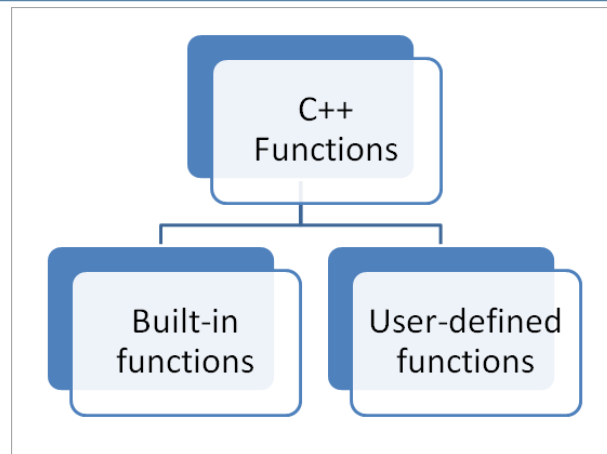 C++
Functions
Built-in
functions
User-defined
functions